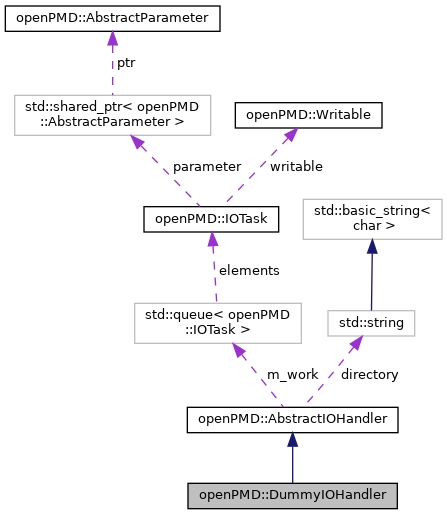 openPMD::AbstractParameter
ptr
std::shared_ptr< openPMD
::AbstractParameter >
openPMD::Writable
parameter
writable
openPMD::IOTask
std::basic_string<
char >
elements
std::queue< openPMD
::IOTask >
std::string
m_work
directory
openPMD::AbstractIOHandler
openPMD::DummyIOHandler